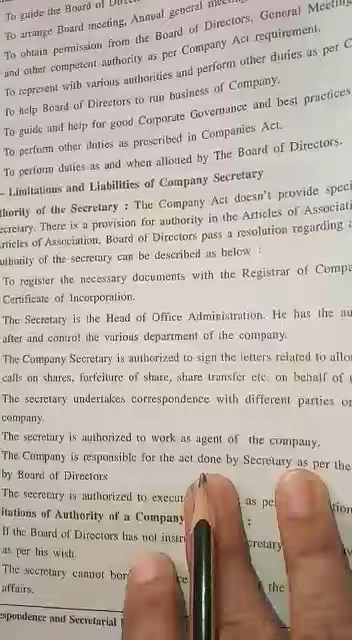 To guide the Board of
To arrange Board meeting, Annual general
To obtain permission from the Board of Directors, General Meeting
and other competent authority as per Company Act requirement.
To represent with various authorities and perform other duties as per
To help Board of Directors to run business of Company.
To guide and help for good Corporate Governance and best practices
To perform other duties as prescribed in Companies Act.
To perform duties as and when allotted by The Board of Directors.
– Limitations and Liabilities of Company Secretary
of the Secretary : The Company Act doesn't provide
There is a provision for authority in the Articles of
of Association, Board of Directors pass a resolution regarding
of the secretary can be described as below :
To register the necessary documents with the Registrar of
Certificate of Incorporation.
The Secretary is the Head of Office Administration. He has the
after and control the various department of the company.
The Company Secretary is authorized to sign the letters related to
calls on shares, forfeiture of share, share transfer etc. on behalf of
The secretary undertakes correspondence with different parties
company.
The secretary is authorized to work as agent of the company.
The Company is responsible for the act done by Secretary as per the
by Board of Directors
The secretary is authorized to as
of Authority of a Company :
If the Board of Directors has not
as per his wish.
The secretary cannot the
affairs.
and Secretarial